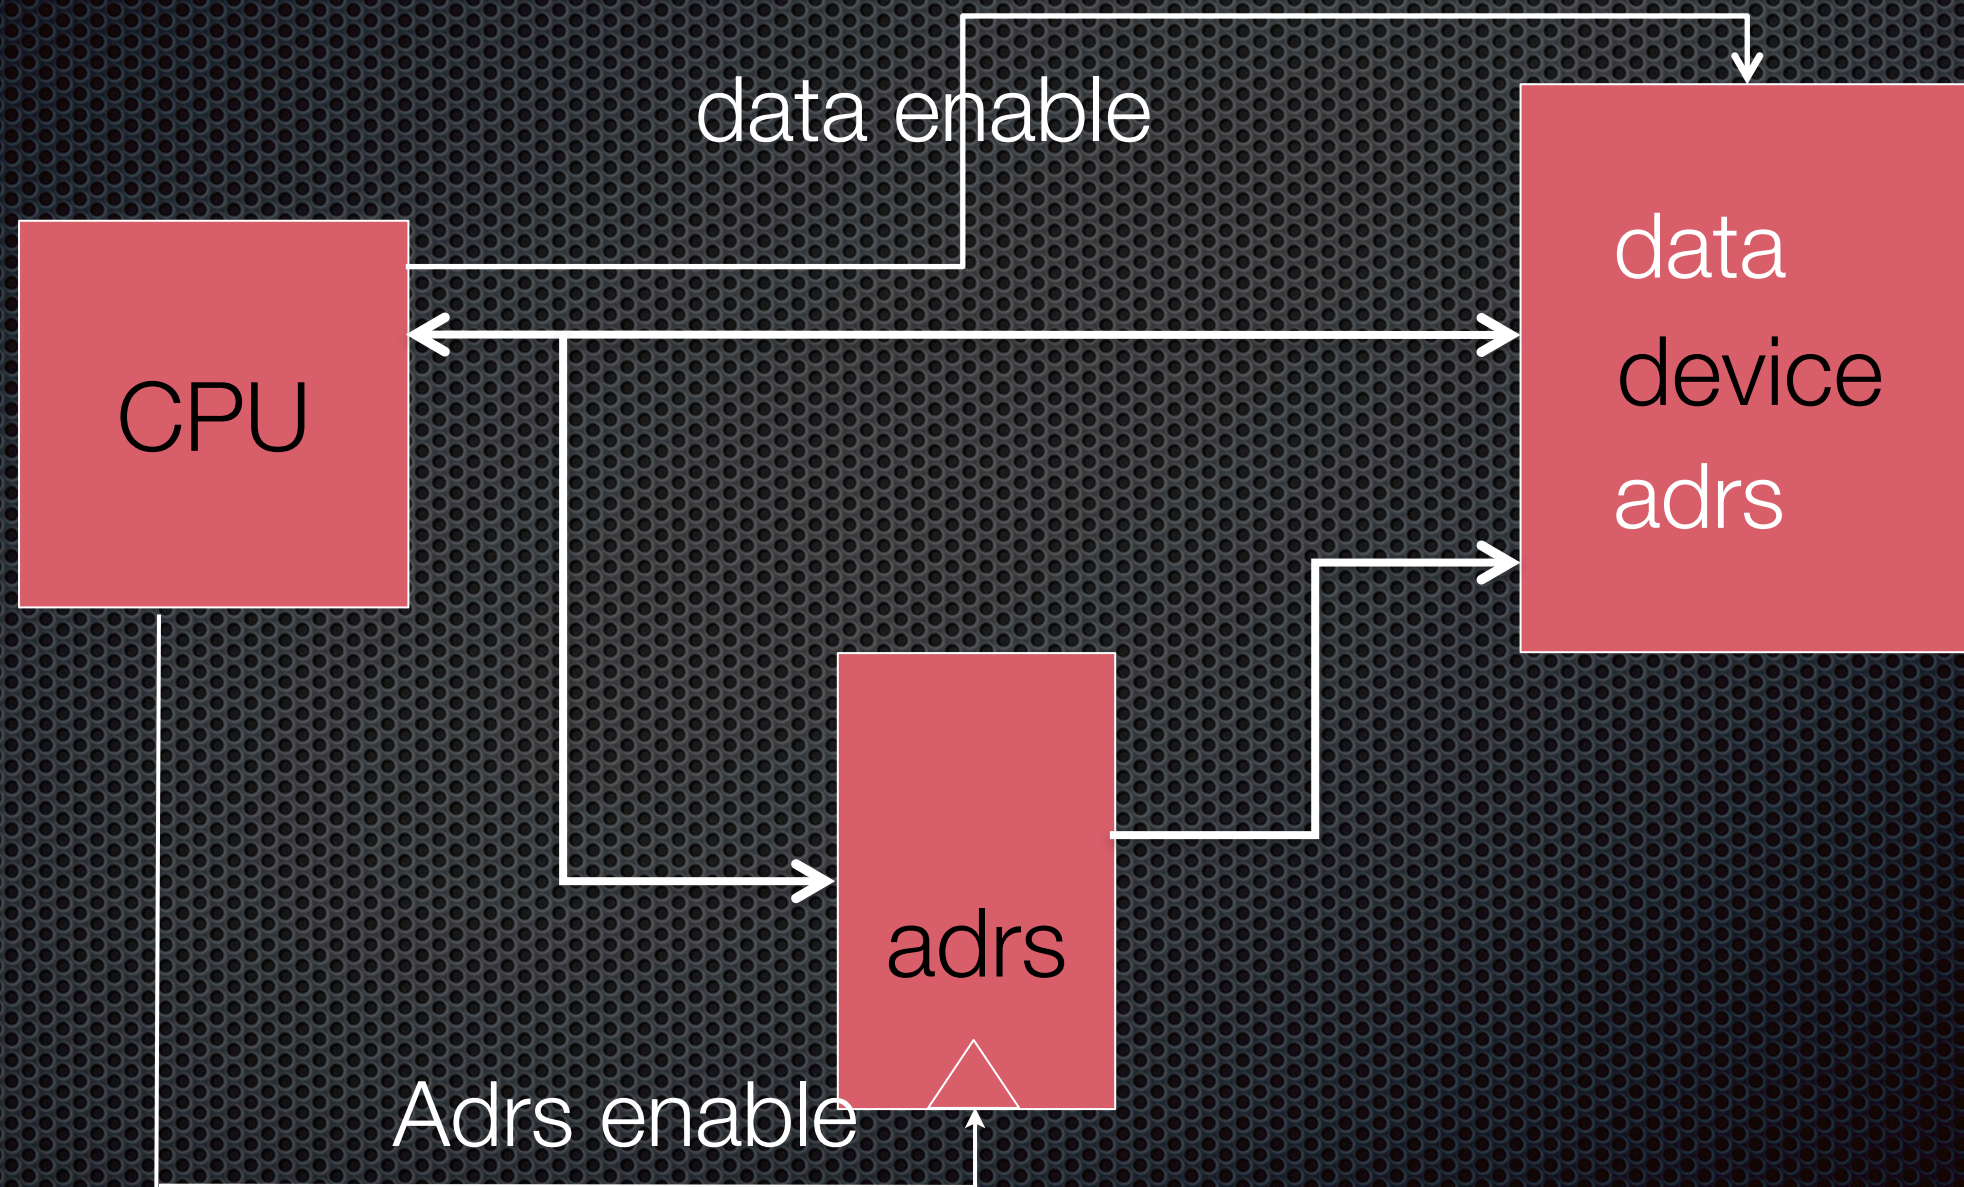 data enable
CPU
data
device
adrs
adrs
Adrs enable